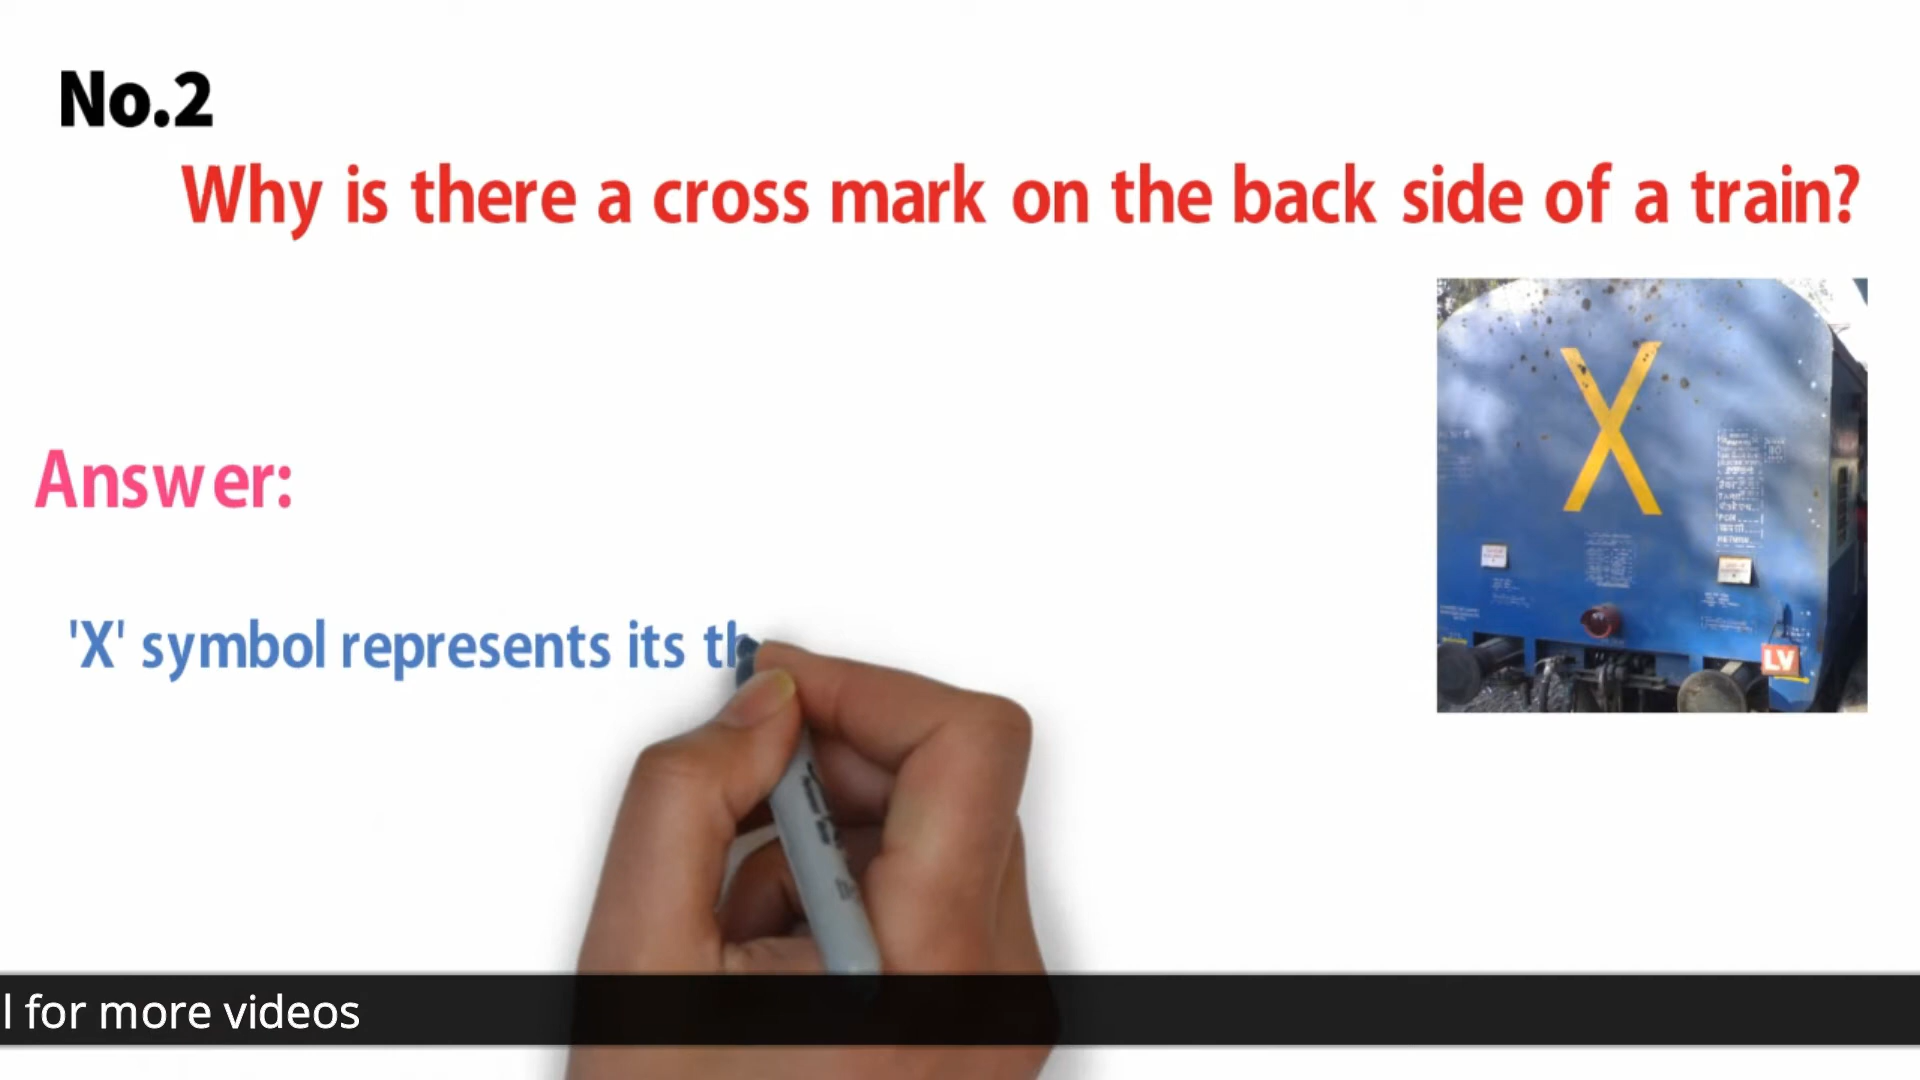 No.2
Why is there a cross mark on the back side of a train?
X
Answer:
'X' symbol represents its th
LV
l for more videos